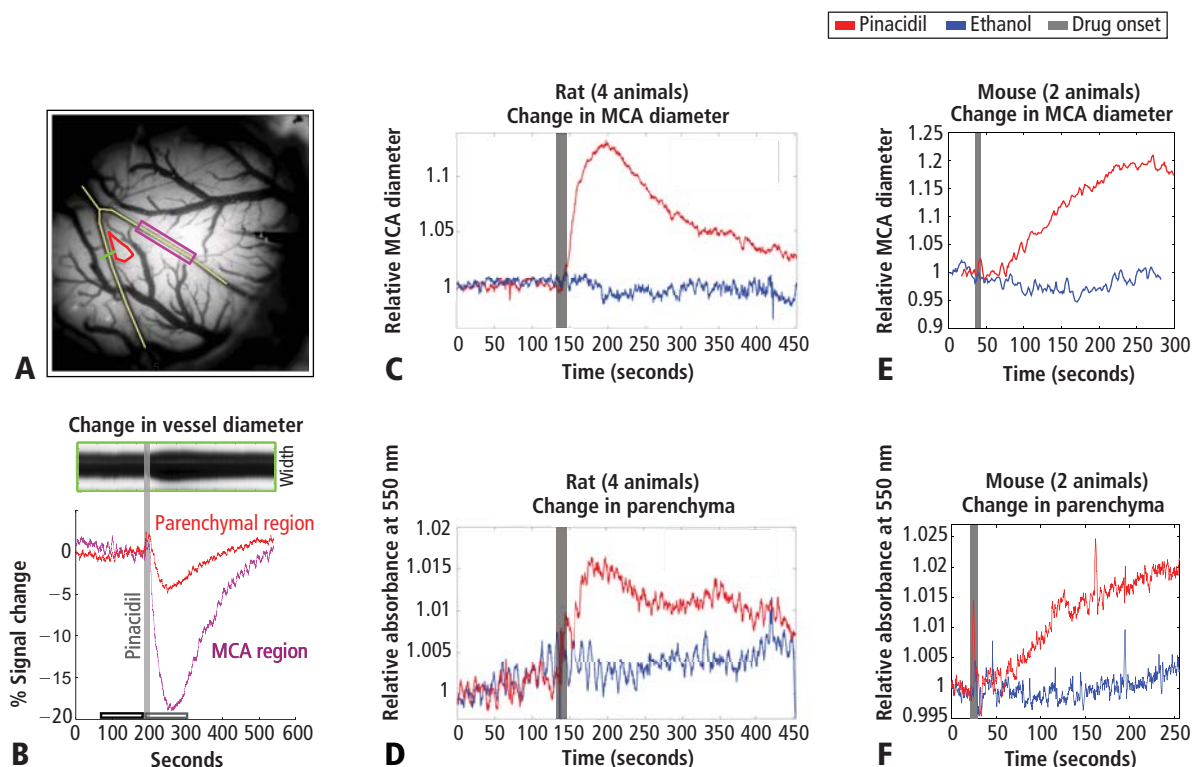 Pinacidil Ethanol Drug onset
A
Change in vessel diameter
Width
Parenchymal region
MCA region
Pinacidil
% Signal change
0
−5
−10
−15
−20
0 100 200 300 400 500 600
Seconds
B
Rat (4 animals)
Change in MCA diameter
Relative MCA diameter
1.1
1.05
1
0 50 100 150 200 250 300 350 400 450
Time (seconds)
C
Rat (4 animals)
Change in parenchyma
Relative absorbance at 550 nm
1.02
1.015
1.01
1.005
1
0 50 100 150 200 250 300 350 400 450
Time (seconds)
D
Mouse (2 animals)
Change in MCA diameter
Relative MCA diameter
1.25
1.2
1.15
1.10
1.05
1
0.95
0.9
0 50 100 150 200 250 300
Time (seconds)
E
Mouse (2 animals)
Change in parenchyma
Relative absorbance at 550 nm
1.025
1.02
1.015
1.01
1.005
1
0.995
0 50 100 150 200 250
Time (seconds)
F